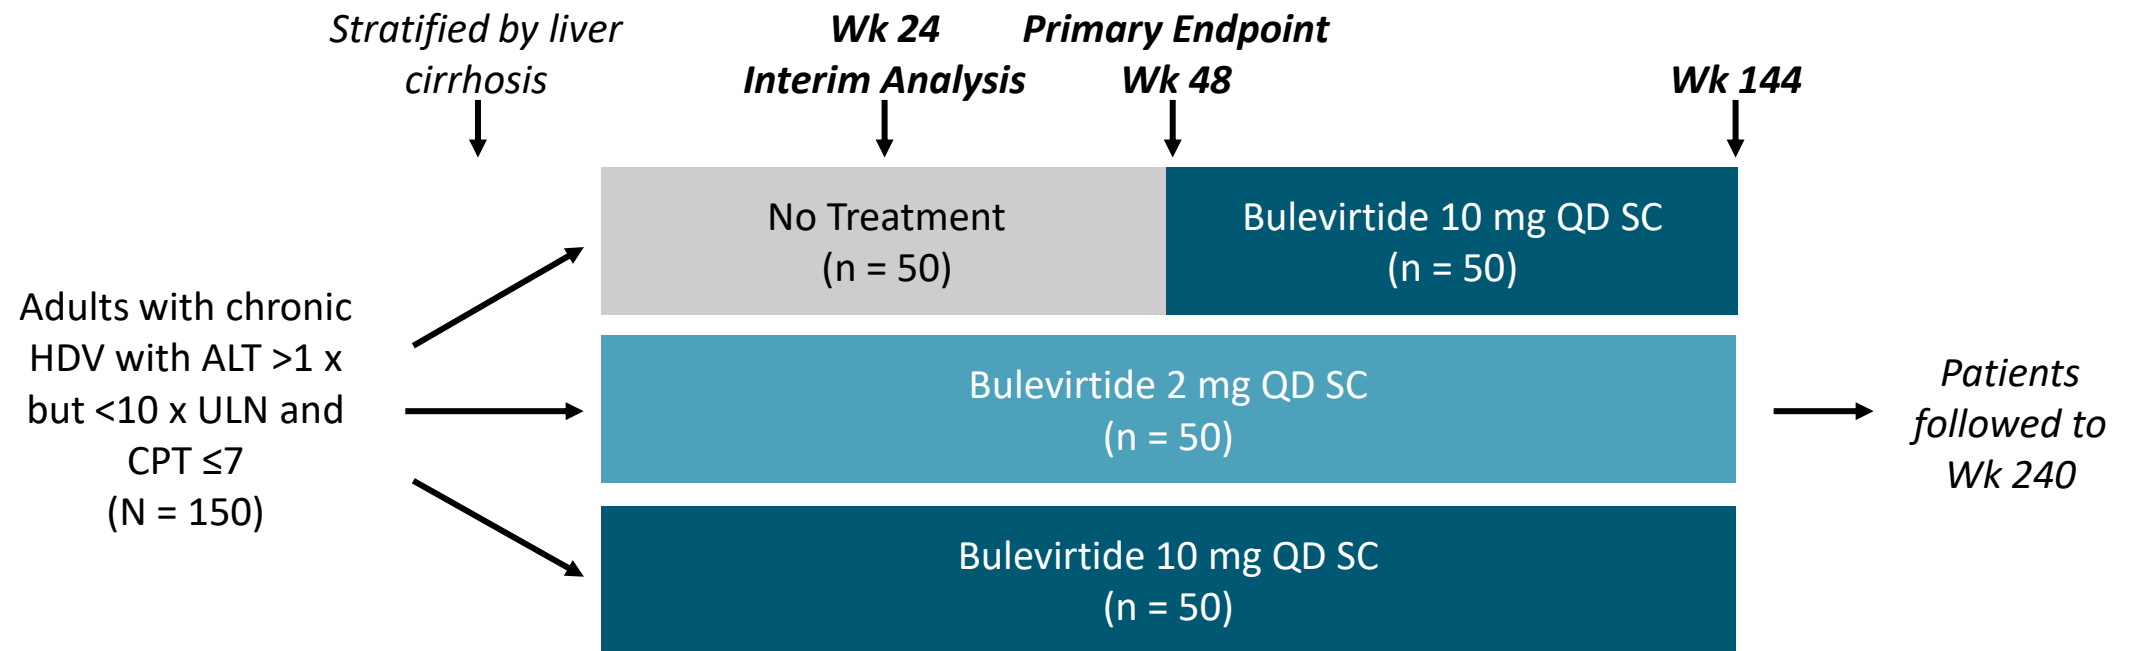 Stratified by liver
cirrhosis
Wk 24
Interim Analysis
Primary Endpoint
Wk 48
Wk 144
Adults with chronic
HDV with ALT >1 x
but <10 x ULN and
CPT ≤7
(N = 150)
No Treatment
(n = 50)
Bulevirtide 10 mg QD SC
(n = 50)
Bulevirtide 2 mg QD SC
(n = 50)
Bulevirtide 10 mg QD SC
(n = 50)
Patients
followed to
Wk 240